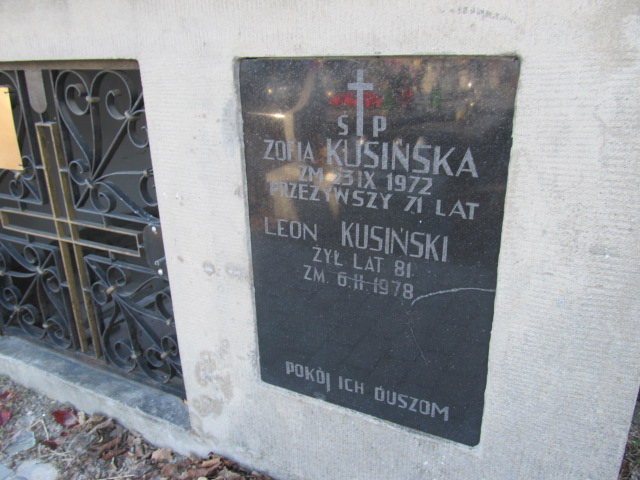 Ś P
ZOFIA KUSIŃSKA
ZM. 23 IX 1972
PRZEŻYWSZY 71 LAT
LEON KUSIŃSKI
ŻYŁ LAT 81
ZM. 6.II.1978
POKÓJ ICH DUSZOM